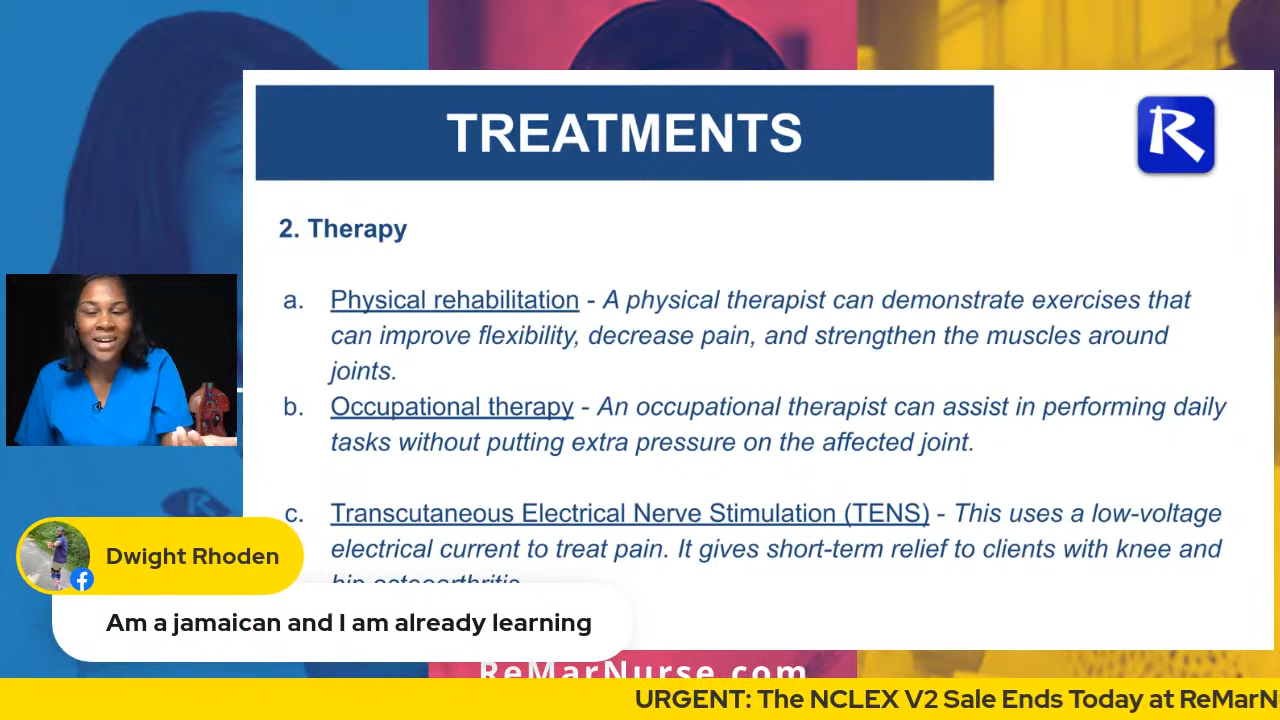 TREATMENTS
R
2. Therapy
a. Physical rehabilitation - A physical therapist can demonstrate exercises that
can improve flexibility, decrease pain, and strengthen the muscles around
joints.
b. Occupational therapy - An occupational therapist can assist in performing daily
tasks without putting extra pressure on the affected joint.
c. Transcutaneous Electrical Nerve Stimulation (TENS) - This uses a low-voltage
electrical current to treat pain. It gives short-term relief to clients with knee and
hip osteoarthritis.
Dwight Rhoden
Am a jamaican and I am already learning
ReMarNurse.com
URGENT: The NCLEX V2 Sale Ends Today at ReMarN